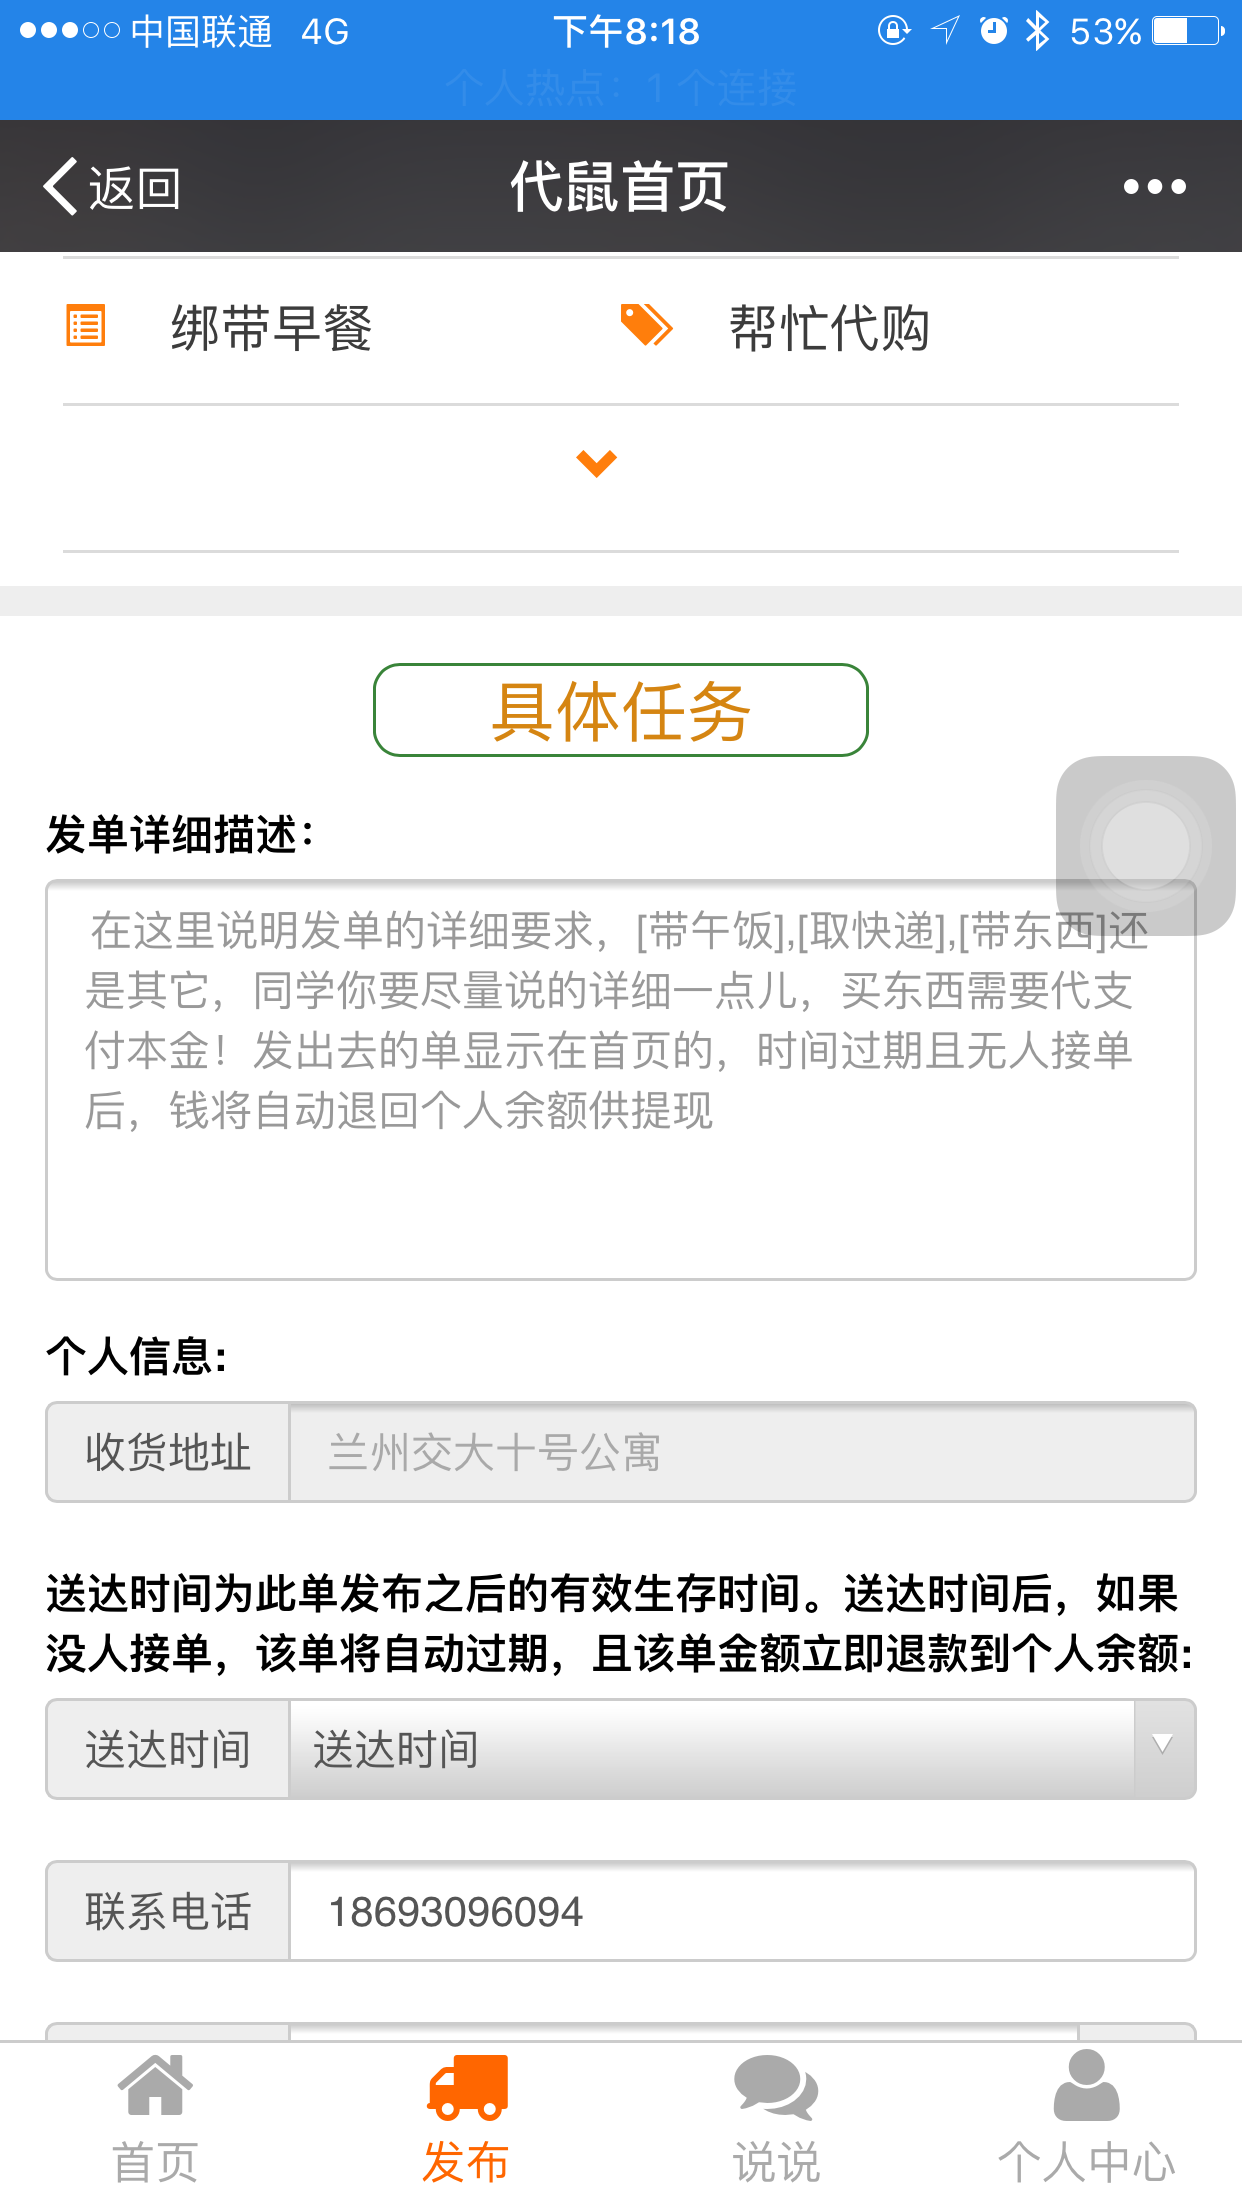 中国联通 4G 下午8:18 53%
个人热点：1 个连接
返回 代鼠首页
绑带早餐 帮忙代购
具体任务
发单详细描述：
在这里说明发单的详细要求，[带午饭],[取快递],[带东西]还
是其它，同学你要尽量说的详细一点儿，买东西需要代支
付本金！发出去的单显示在首页的，时间过期且无人接单
后，钱将自动退回个人余额供提现
个人信息:
收货地址 兰州交大十号公寓
送达时间为此单发布之后的有效生存时间。送达时间后，如果
没人接单，该单将自动过期，且该单金额立即退款到个人余额:
送达时间 送达时间
联系电话 18693096094
首页 发布 说说 个人中心